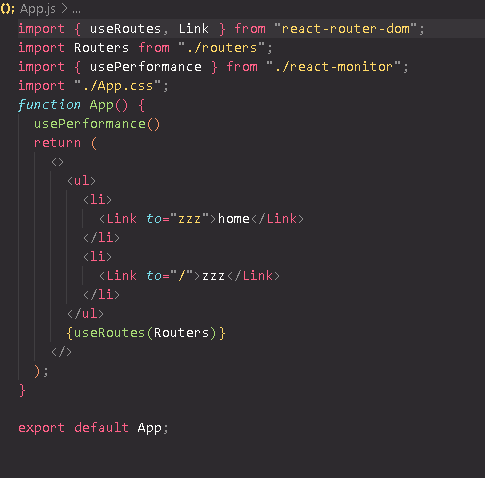 App.js > ...
import { useRoutes, Link } from "react-router-dom";
import Routers from "./routers";
import { usePerformance } from "./react-monitor";
import "./App.css";
function App() {
  usePerformance()
  return (
    <>
      <ul>
        <li>
          <Link to="zzz">home</Link>
        </li>
        <li>
          <Link to="/">zzz</Link>
        </li>
      </ul>
      {useRoutes(Routers)}
    </>
  );
}

export default App;